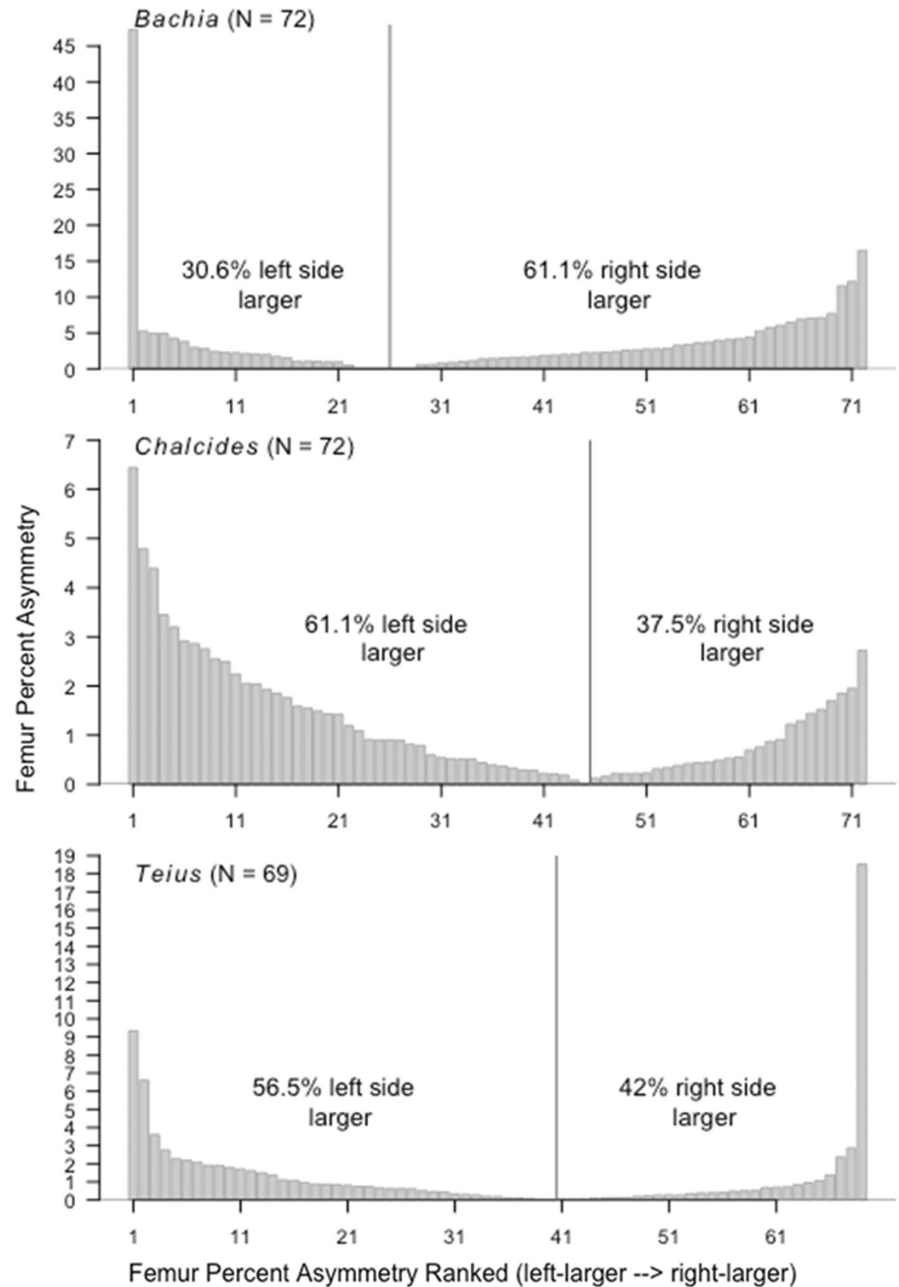 Bachia (N = 72)
45
40
35
30
25
20
15
10
5
0
30.6% left side
larger
61.1% right side
larger
1 11 21 31 41 51 61 71
Chalcides (N = 72)
7
6
5
4
3
2
1
0
61.1% left side
larger
37.5% right side
larger
1 11 21 31 41 51 61 71
Femur Percent Asymmetry
Teius (N = 69)
19
18
17
16
15
14
13
12
11
10
9
8
7
6
5
4
3
2
1
0
56.5% left side
larger
42% right side
larger
1 11 21 31 41 51 61
Femur Percent Asymmetry Ranked (left-larger --> right-larger)